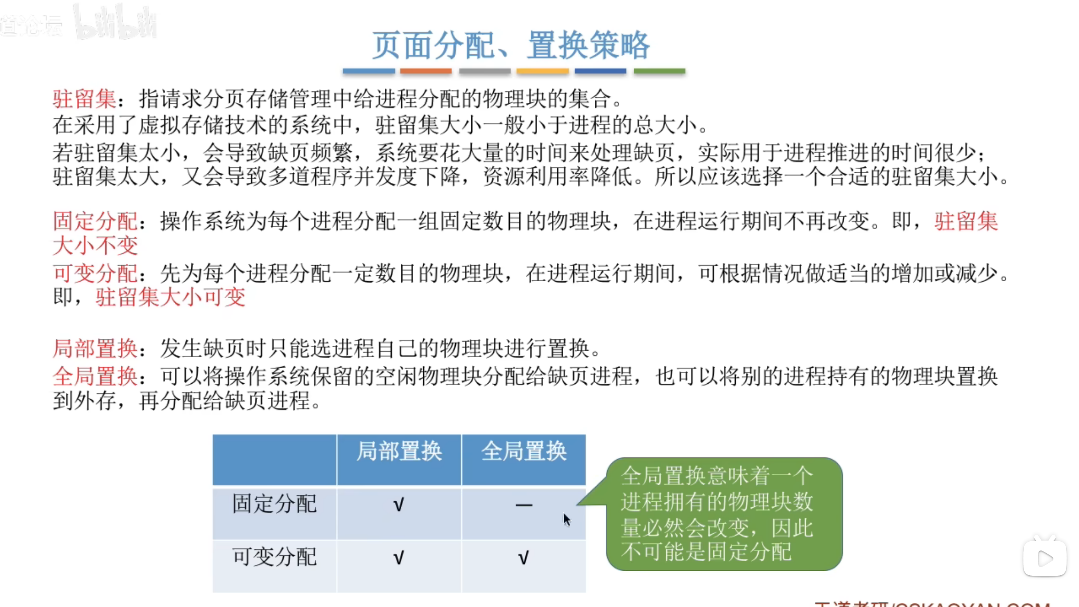 bilibili
页面分配、置换策略
驻留集：指请求分页存储管理中给进程分配的物理块的集合。
在采用了虚拟存储技术的系统中，驻留集大小一般小于进程的总大小。
若驻留集太小，会导致缺页频繁，系统要花大量的时间来处理缺页，实际用于进程推进的时间很少；
驻留集太大，又会导致多道程序并发度下降，资源利用率降低。所以应该选择一个合适的驻留集大小。
固定分配：操作系统为每个进程分配一组固定数目的物理块，在进程运行期间不再改变。即，驻留集
大小不变
可变分配：先为每个进程分配一定数目的物理块，在进程运行期间，可根据情况做适当的增加或减少。
即，驻留集大小可变
局部置换：发生缺页时只能选进程自己的物理块进行置换。
全局置换：可以将操作系统保留的空闲物理块分配给缺页进程，也可以将别的进程持有的物理块置换
到外存，再分配给缺页进程。
局部置换 全局置换
固定分配 √ —
可变分配 √ √
全局置换意味着一个
进程拥有的物理块数
量必然会改变，因此
不可能是固定分配
王道考研/CSKAOYAN.COM